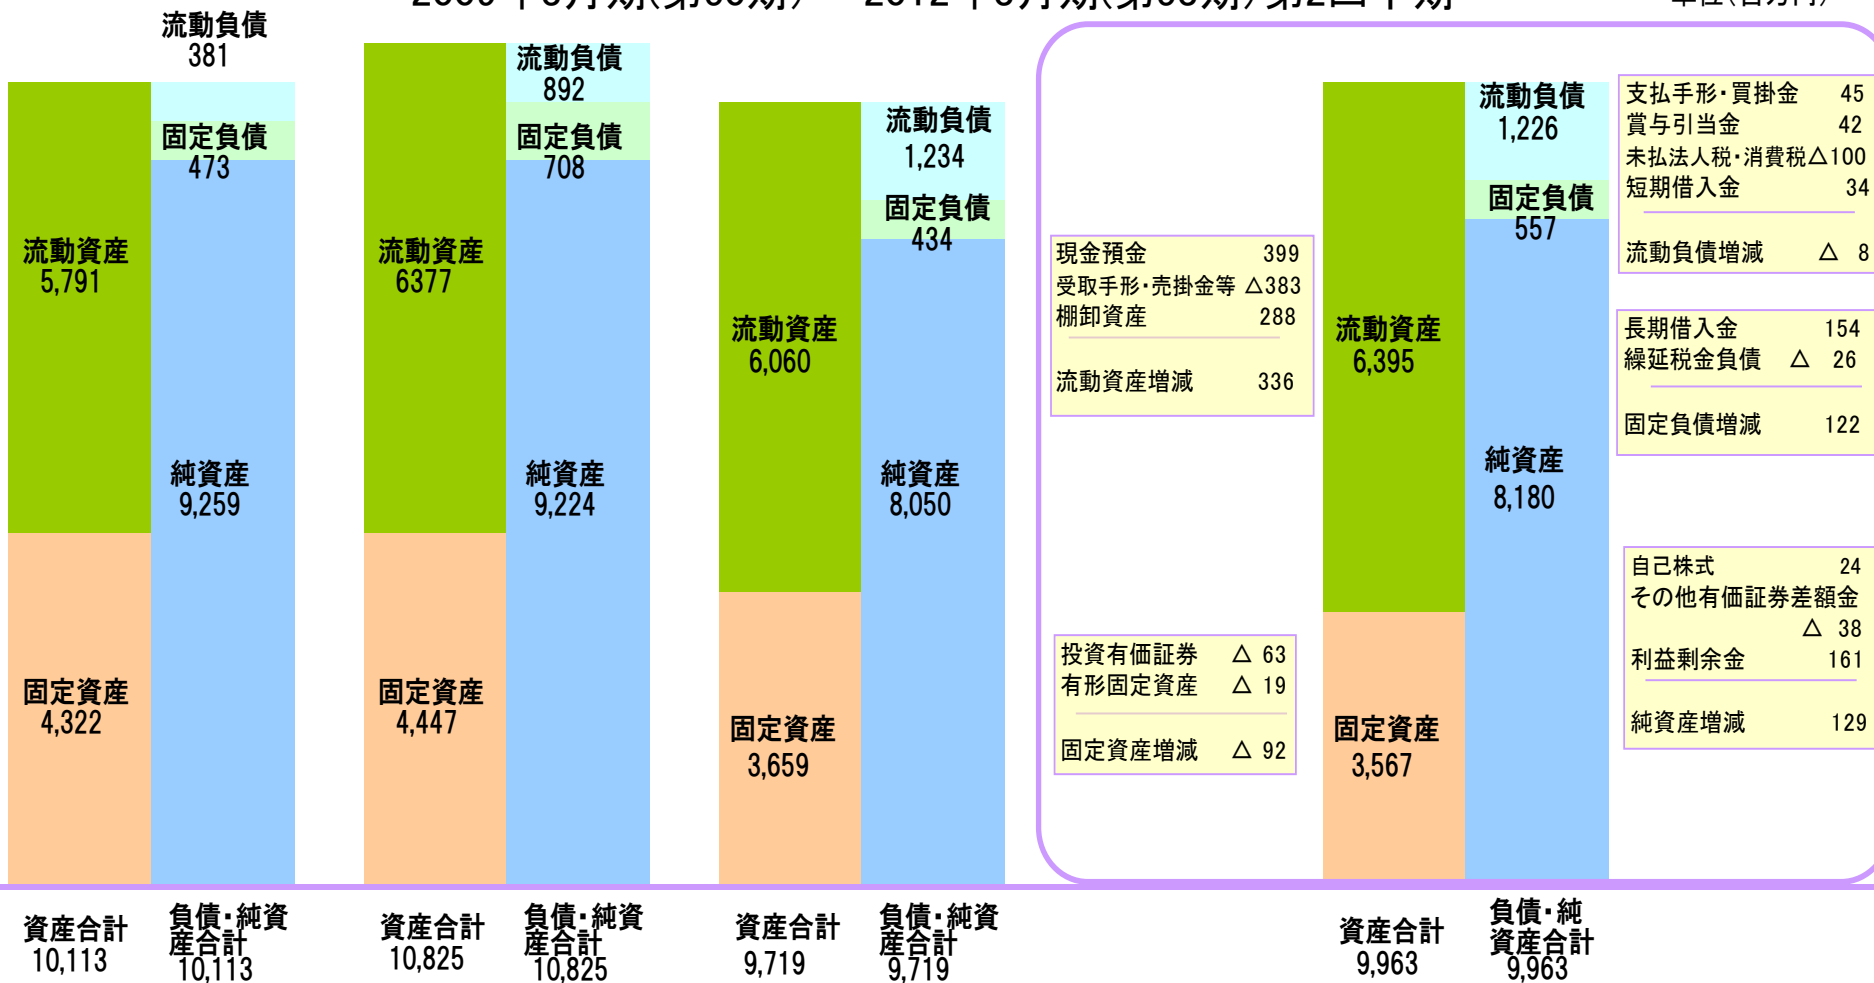 流動負債
381
固定負債
473
流動資産
5,791
純資産
9,259
固定資産
4,322
資産合計
10,113
負債・純資
産合計
10,113
流動負債
892
固定負債
708
流動資産
6377
純資産
9,224
固定資産
4,447
資産合計
10,825
負債・純資
産合計
10,825
流動負債
1,234
固定負債
434
流動資産
6,060
純資産
8,050
固定資産
3,659
資産合計
9,719
負債・純資
産合計
9,719
現金預金 399
受取手形・売掛金等 △383
棚卸資産 288
流動資産増減 336
投資有価証券 △ 63
有形固定資産 △ 19
固定資産増減 △ 92
流動負債
1,226
固定負債
557
流動資産
6,395
純資産
8,180
固定資産
3,567
資産合計
9,963
負債・純
資産合計
9,963
支払手形・買掛金 45
賞与引当金 42
未払法人税・消費税△100
短期借入金 34
流動負債増減 △ 8
長期借入金 154
繰延税金負債 △ 26
固定負債増減 122
自己株式 24
その他有価証券差額金
△ 38
利益剰余金 161
純資産増減 129